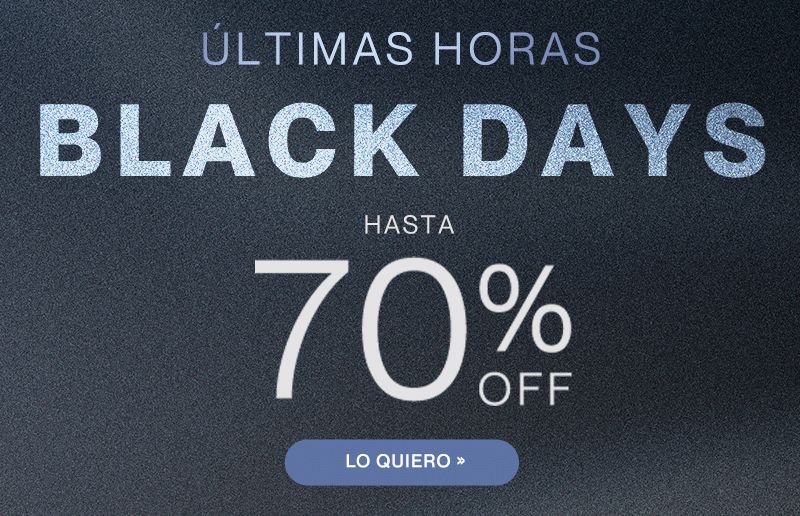 ÚLTIMAS HORAS
BLACK DAYS
HASTA
70%
OFF
LO QUIERO »